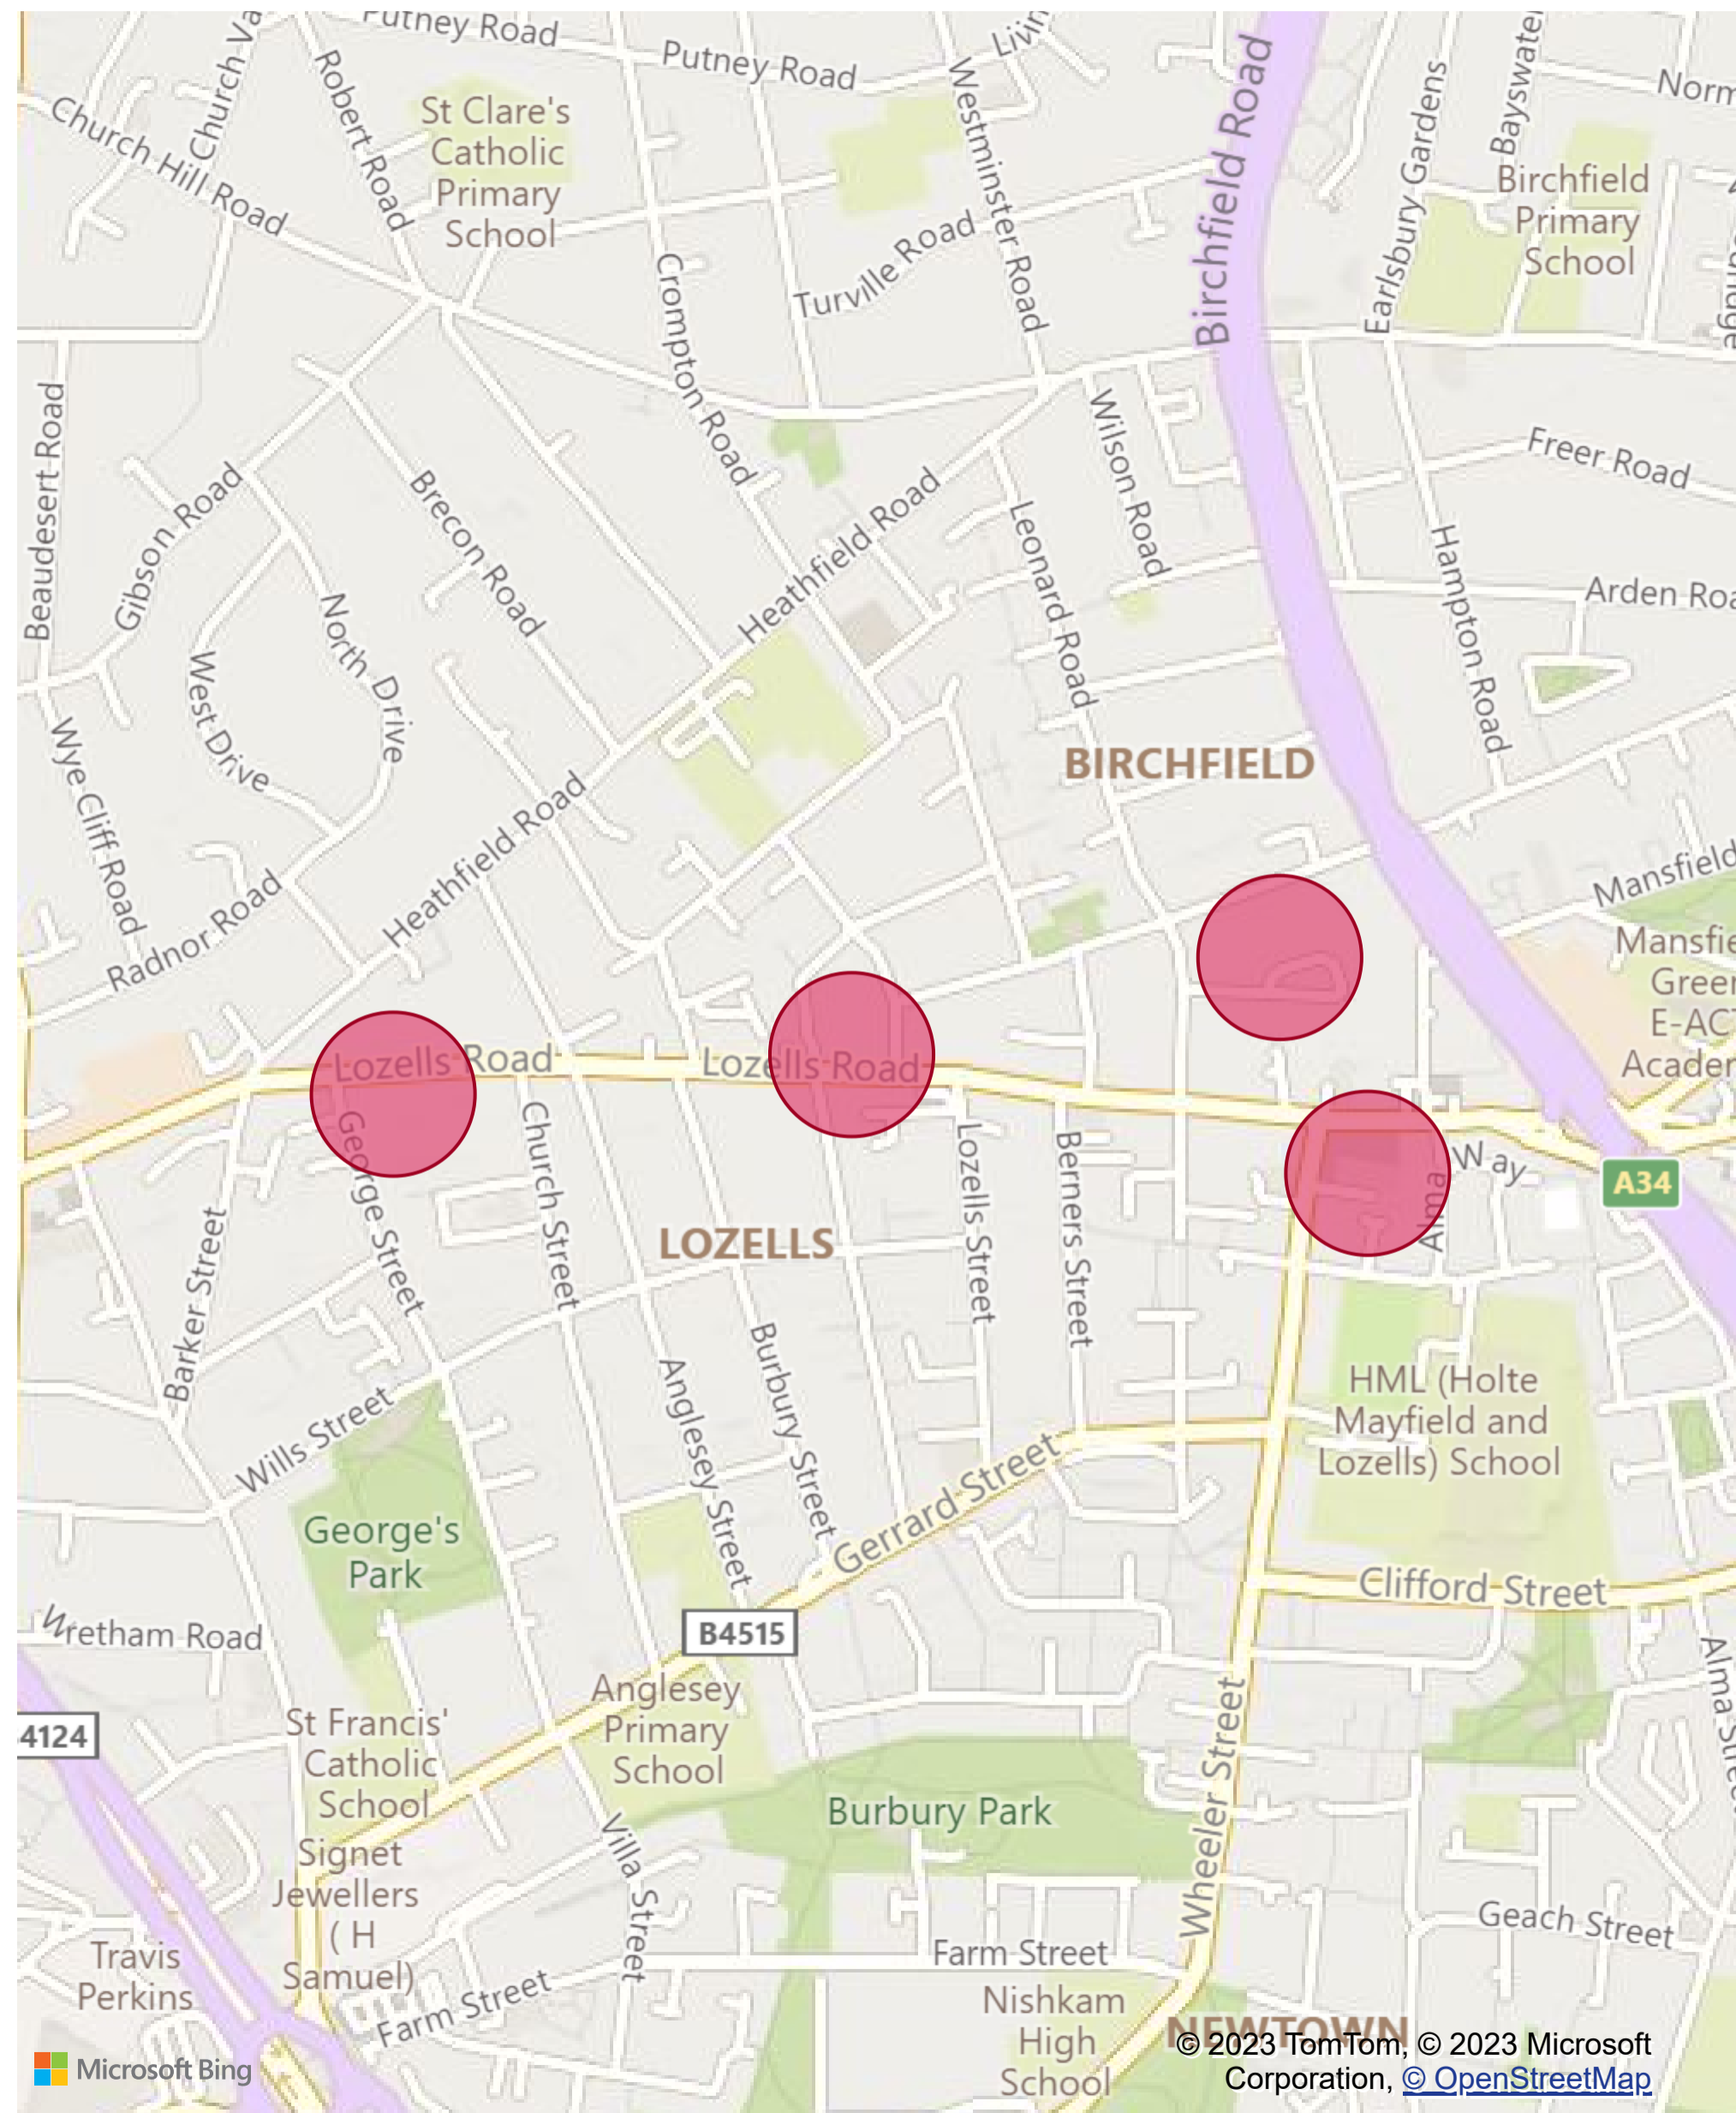 Putney Road
Putney Road
Church Hill Road
Robert Road
St Clare's
Catholic
Primary
School
Westminster Road
Birchfield Road
Earlsbury Gardens
Birchfield
Primary
School
Turville Road
Crompton Road
Beaudesert Road
Gibson Road
Brecon Road
Heathfield Road
Wilson Road
Leonard Road
Freer Road
Hampton Road
North Drive
West Drive
Wye Cliff Road
BIRCHFIELD
Heathfield Road
Radnor Road
Mansfield
Lozells Road
Lozells Road
Way
Alma
A34
George Street
Church Street
Lozells Street
Berners Street
LOZELLS
Barker Street
Burbury Street
Anglesey Street
Wills Street
HML (Holte
Mayfield and
Lozells) School
Gerrard Street
George's
Park
Clifford Street
Wretham Road
B4515
Anglesey
Primary
School
4124
St Francis'
Catholic
School
Burbury Park
Wheeler Street
Signet
Jewellers
( H
Samuel)
Villa Street
Travis
Perkins
Farm Street
Farm Street
Geach Street
Nishkam
High
School
NEWTOWN
Microsoft Bing
© 2023 TomTom, © 2023 Microsoft
Corporation, © OpenStreetMap